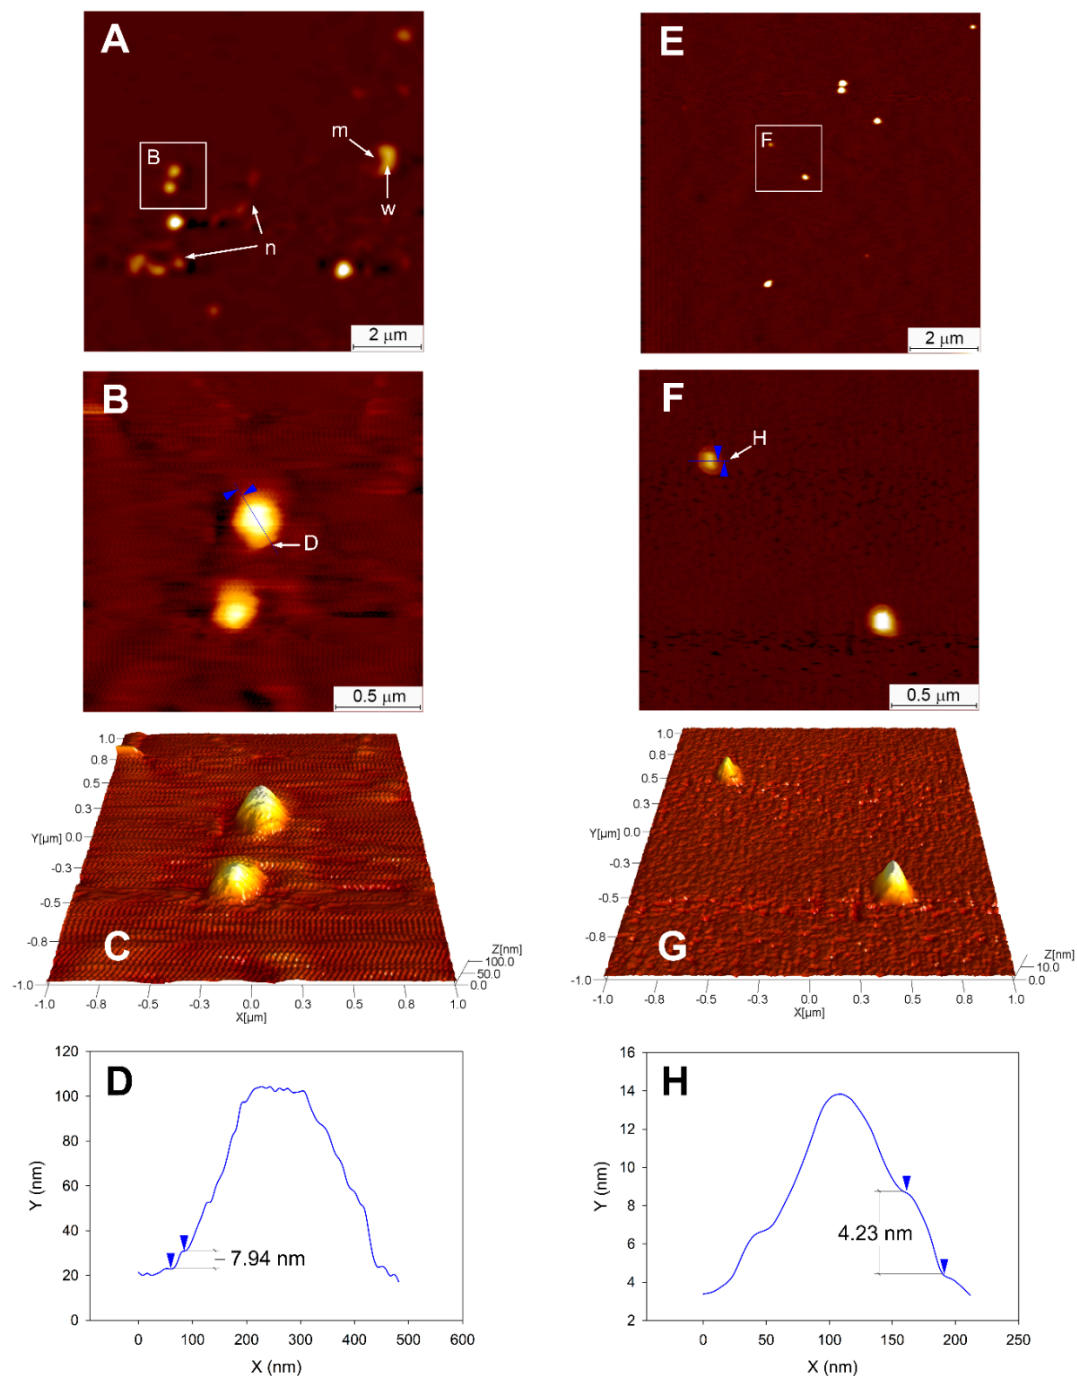 A
B
m
w
n
2 μm
E
F
2 μm
B
D
0.5 μm
F
H
0.5 μm
1.0
0.8
0.5
0.3
Y[μm] 0.0
-0.3
-0.5
-0.8
-1.0
C
Z[nm]
100.0
50.0
0.0
-1.0 -0.8 -0.5 -0.3 0.0 0.3 0.5 0.8 1.0
X[μm]
1.0
0.8
0.5
0.3
Y[μm] 0.0
-0.3
-0.5
-0.8
-1.0
G
Z[nm]
10.0
0.0
-1.0 -0.8 -0.5 -0.3 0.0 0.3 0.5 0.8 1.0
X[μm]
D
120
100
80
60
40
20
0
Y (nm)
7.94 nm
0 100 200 300 400 500 600
X (nm)
H
16
14
12
10
8
6
4
2
Y (nm)
4.23 nm
0 50 100 150 200 250
X (nm)